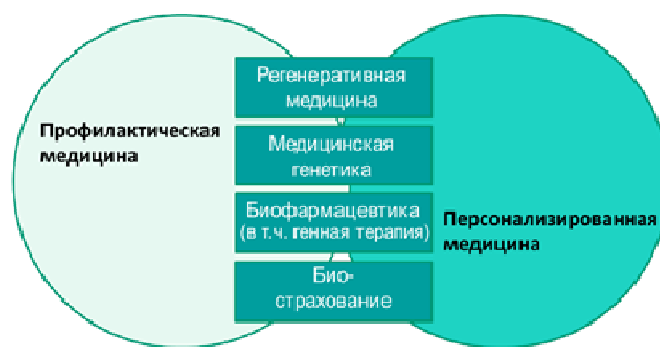 Профилактическая
медицина
Регенеративная
медицина
Медицинская
генетика
Биофармацевтика
(в т.ч. генная терапия)
Био-
страхование
Персонализированная
медицина